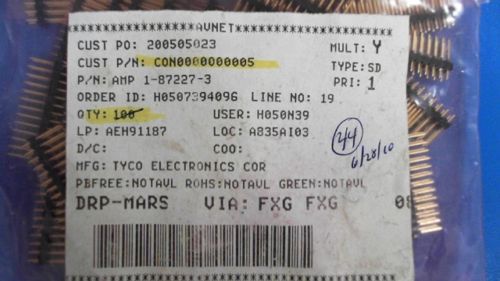 AVNET
CUST PO: 200505023 MULT: Y
CUST P/N: CON0000000005 TYPE: SD
P/N: AMP 1-87227-3 PRI: 1
ORDER ID: H0507394096 LINE NO: 19
QTY: 100 USER: H050N39
LP: AEH91187 LOC: A835AI03
44
D/C: COO:
6/28/10
MFG: TYCO ELECTRONICS COR
PBFREE:NOTAVL ROHS:NOTAVL GREEN:NOTAVL
DRP-MARS VIA: FXG FXG 08